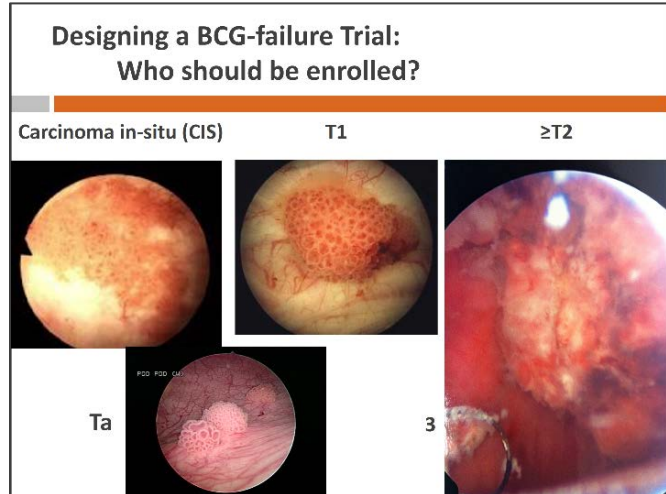 Designing a BCG-failure Trial:
Who should be enrolled?
Carcinoma in-situ (CIS)
T1
≥T2
Ta
3